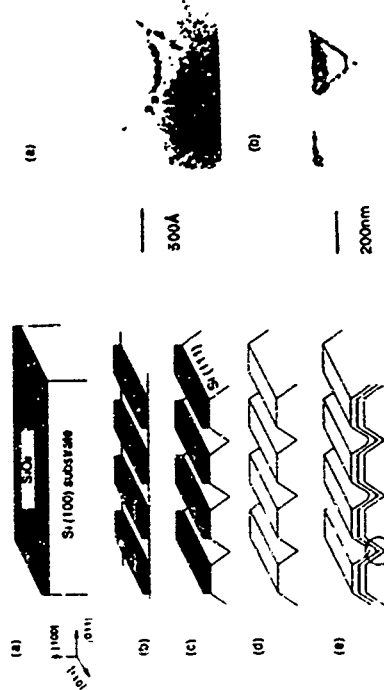 (a)
SiO₂
Si (100) substrate
[100]
[011]
(b)
(c)
Si (111)
(d)
(e)
(a)
500Å
(b)
200nm